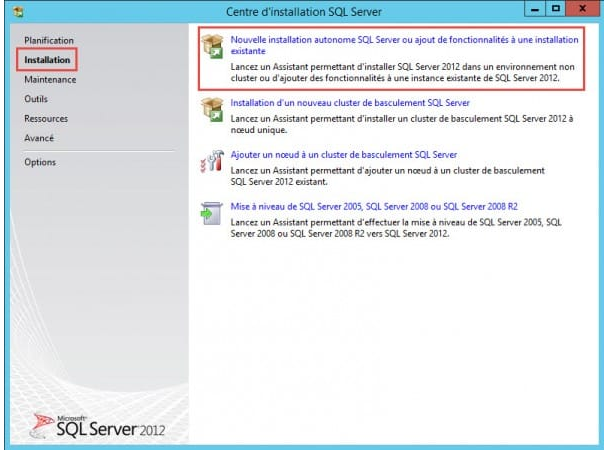 Centre d'installation SQL Server
Planification
Installation
Maintenance
Outils
Ressources
Avancé
Options
Nouvelle installation autonome SQL Server ou ajout de fonctionnalités à une installation
existante
Lancez un Assistant permettant d'installer SQL Server 2012 dans un environnement non
cluster ou d'ajouter des fonctionnalités à une instance existante de SQL Server 2012.
Installation d'un nouveau cluster de basculement SQL Server
Lancez un Assistant permettant d'installer un cluster de basculement SQL Server 2012 à
nœud unique.
Ajouter un nœud à un cluster de basculement SQL Server
Lancez un Assistant permettant d'ajouter un nœud à un cluster de basculement
SQL Server 2012 existant.
Mise à niveau de SQL Server 2005, SQL Server 2008 ou SQL Server 2008 R2
Lancez un Assistant permettant d'effectuer la mise à niveau de SQL Server 2005, SQL
Server 2008 ou SQL Server 2008 R2 vers SQL Server 2012.
Microsoft
SQL Server 2012